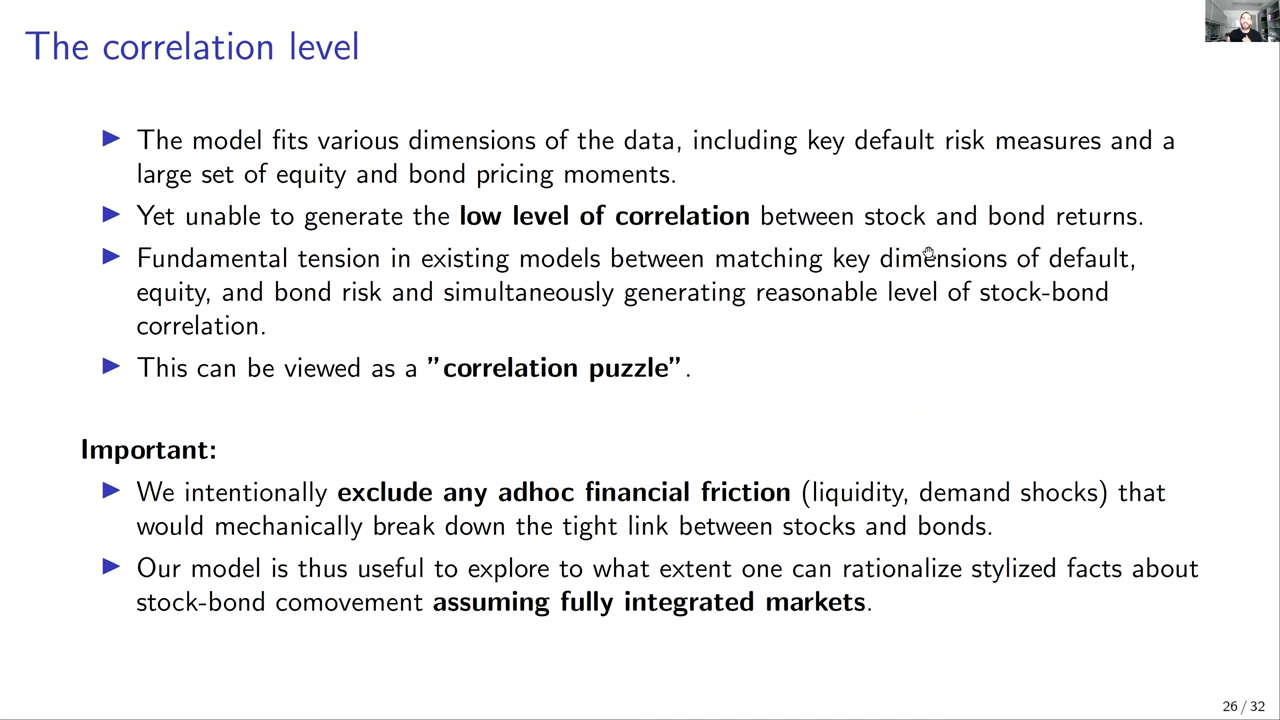 The correlation level
▶ The model fits various dimensions of the data, including key default risk measures and a
large set of equity and bond pricing moments.
▶ Yet unable to generate the low level of correlation between stock and bond returns.
▶ Fundamental tension in existing models between matching key dimensions of default,
equity, and bond risk and simultaneously generating reasonable level of stock-bond
correlation.
▶ This can be viewed as a ”correlation puzzle”.
Important:
▶ We intentionally exclude any adhoc financial friction (liquidity, demand shocks) that
would mechanically break down the tight link between stocks and bonds.
▶ Our model is thus useful to explore to what extent one can rationalize stylized facts about
stock-bond comovement assuming fully integrated markets.
26 / 32